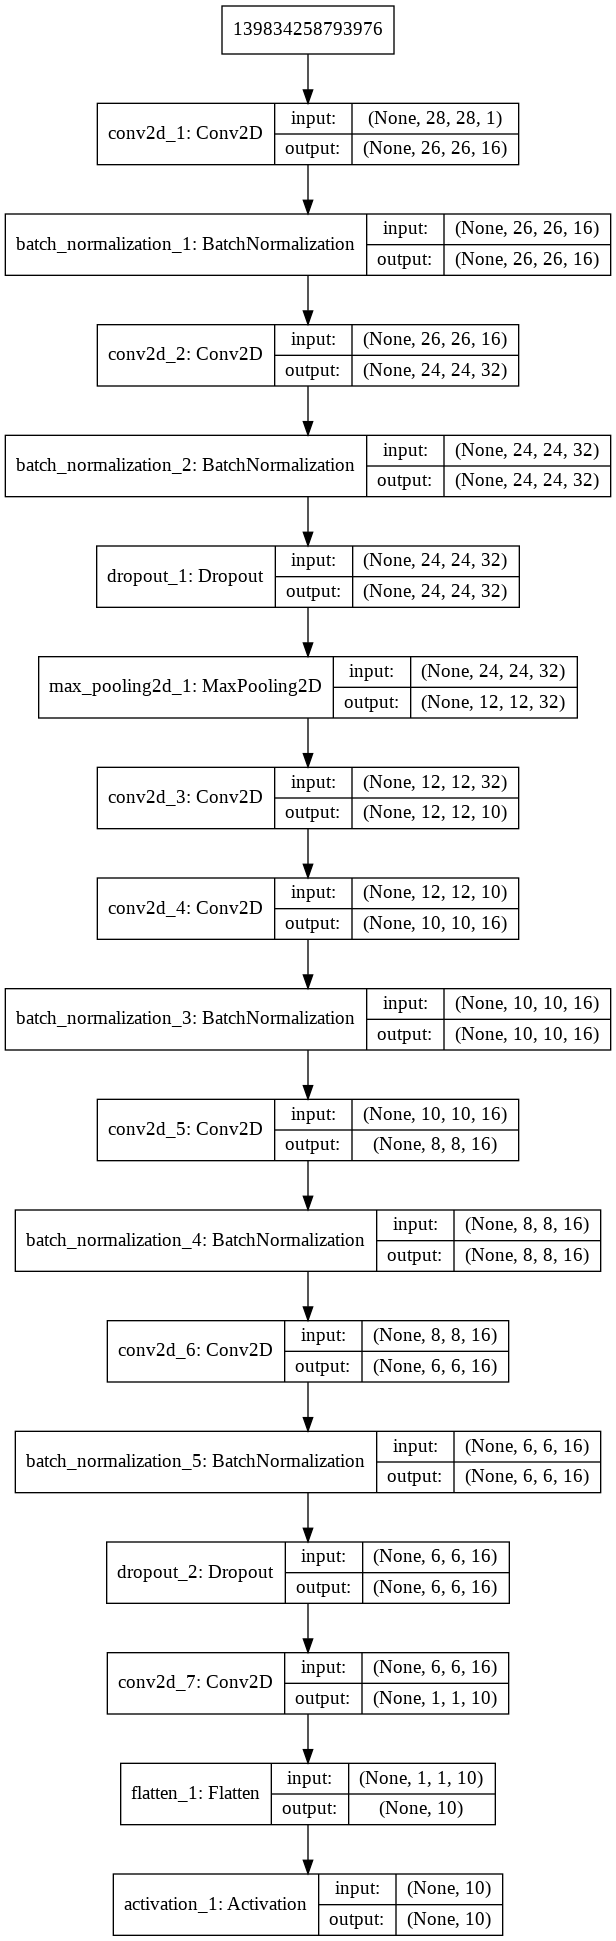 139834258793976
conv2d_1: Conv2D input: (None, 28, 28, 1)
output: (None, 26, 26, 16)
batch_normalization_1: BatchNormalization input: (None, 26, 26, 16)
output: (None, 26, 26, 16)
conv2d_2: Conv2D input: (None, 26, 26, 16)
output: (None, 24, 24, 32)
batch_normalization_2: BatchNormalization input: (None, 24, 24, 32)
output: (None, 24, 24, 32)
dropout_1: Dropout input: (None, 24, 24, 32)
output: (None, 24, 24, 32)
max_pooling2d_1: MaxPooling2D input: (None, 24, 24, 32)
output: (None, 12, 12, 32)
conv2d_3: Conv2D input: (None, 12, 12, 32)
output: (None, 12, 12, 10)
conv2d_4: Conv2D input: (None, 12, 12, 10)
output: (None, 10, 10, 16)
batch_normalization_3: BatchNormalization input: (None, 10, 10, 16)
output: (None, 10, 10, 16)
conv2d_5: Conv2D input: (None, 10, 10, 16)
output: (None, 8, 8, 16)
batch_normalization_4: BatchNormalization input: (None, 8, 8, 16)
output: (None, 8, 8, 16)
conv2d_6: Conv2D input: (None, 8, 8, 16)
output: (None, 6, 6, 16)
batch_normalization_5: BatchNormalization input: (None, 6, 6, 16)
output: (None, 6, 6, 16)
dropout_2: Dropout input: (None, 6, 6, 16)
output: (None, 6, 6, 16)
conv2d_7: Conv2D input: (None, 6, 6, 16)
output: (None, 1, 1, 10)
flatten_1: Flatten input: (None, 1, 1, 10)
output: (None, 10)
activation_1: Activation input: (None, 10)
output: (None, 10)